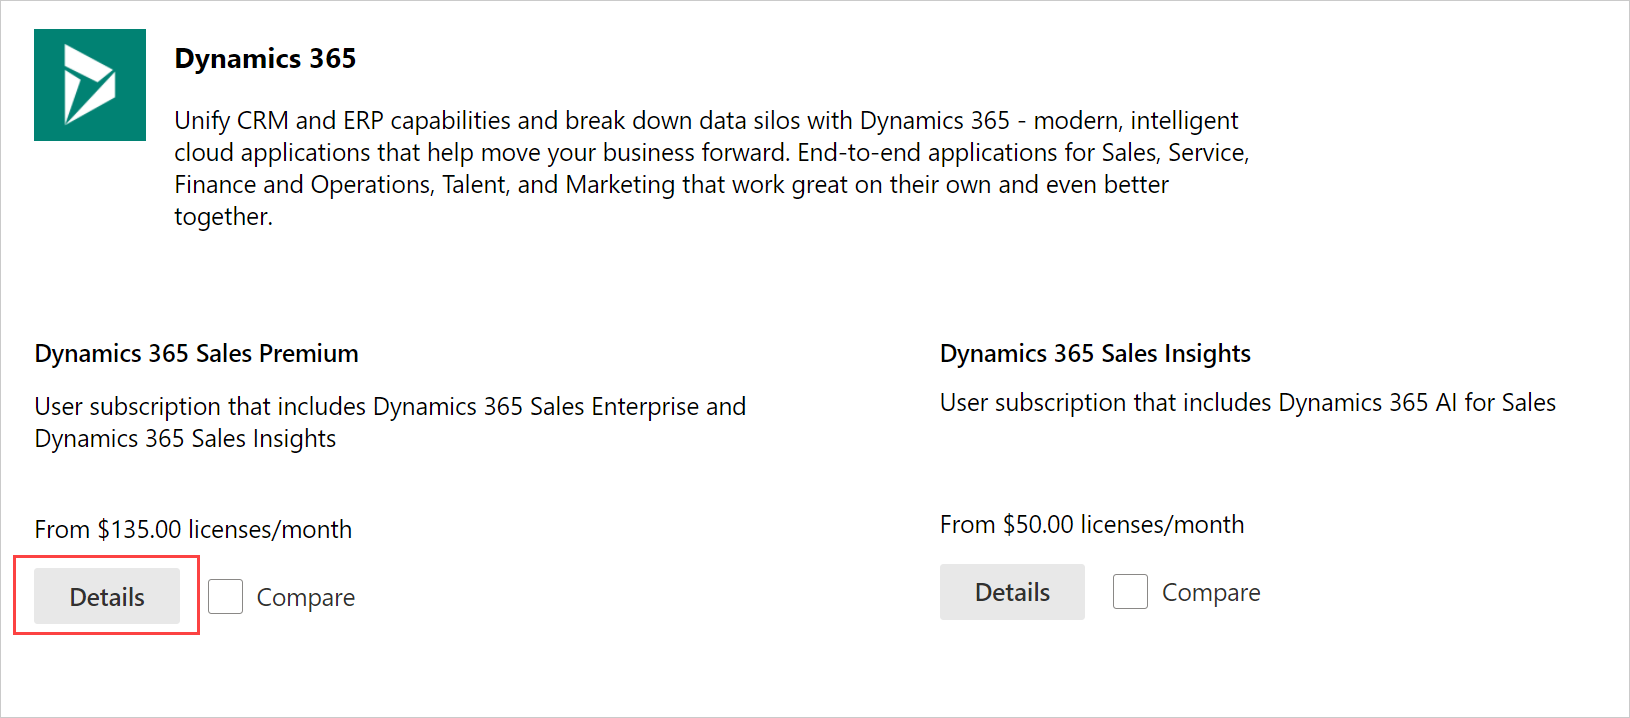 Dynamics 365
Unify CRM and ERP capabilities and break down data silos with Dynamics 365 - modern, intelligent
cloud applications that help move your business forward. End-to-end applications for Sales, Service,
Finance and Operations, Talent, and Marketing that work great on their own and even better
together.
Dynamics 365 Sales Premium
User subscription that includes Dynamics 365 Sales Enterprise and
Dynamics 365 Sales Insights
From $135.00 licenses/month
Details
Compare
Dynamics 365 Sales Insights
User subscription that includes Dynamics 365 AI for Sales
From $50.00 licenses/month
Details
Compare